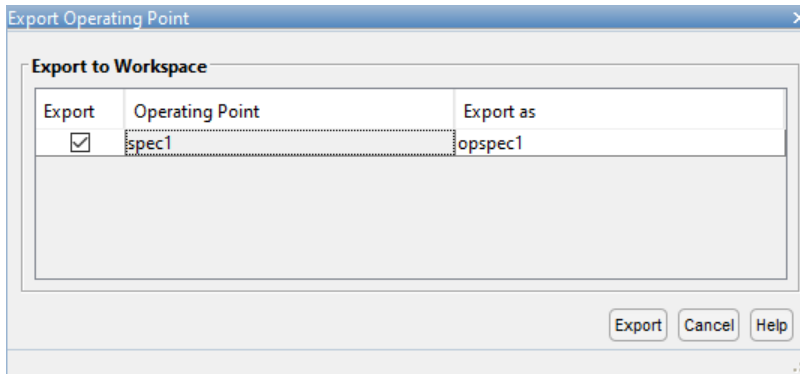 Export Operating Point
Export to Workspace
Export Operating Point Export as
spec1 opspec1
Export Cancel Help